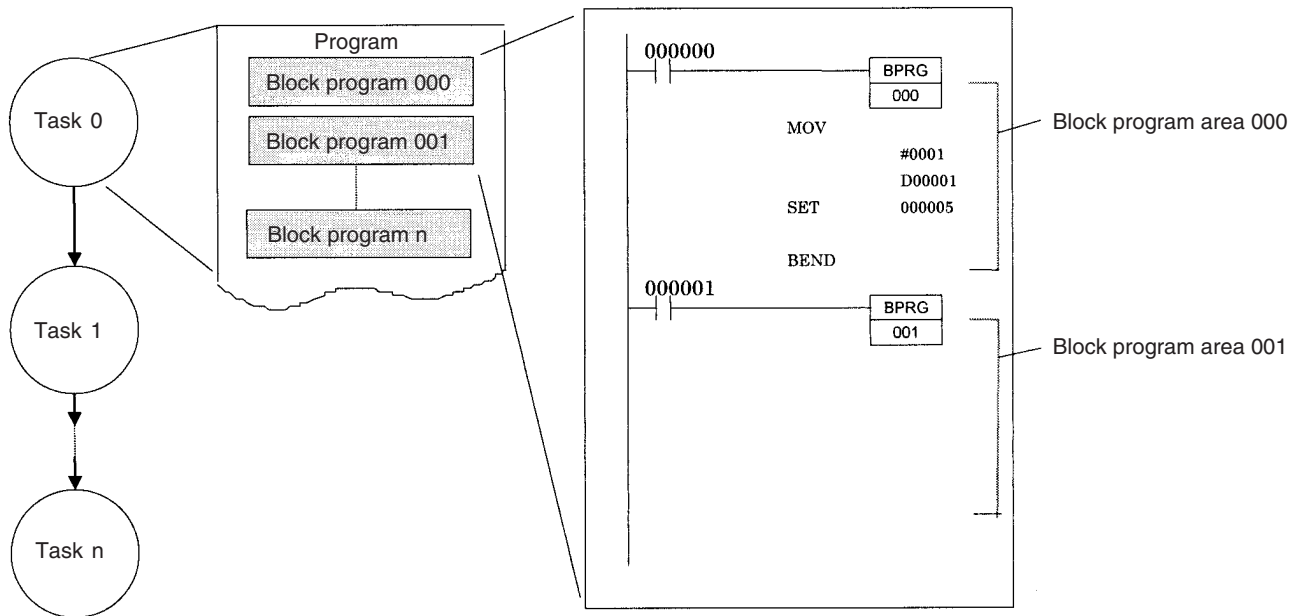 Task 0
Task 1
Task n
Program
Block program 000
Block program 001
Block program n
000000
BPRG
000
MOV
#0001
D00001
SET 000005
BEND
000001
BPRG
001
Block program area 000
Block program area 001